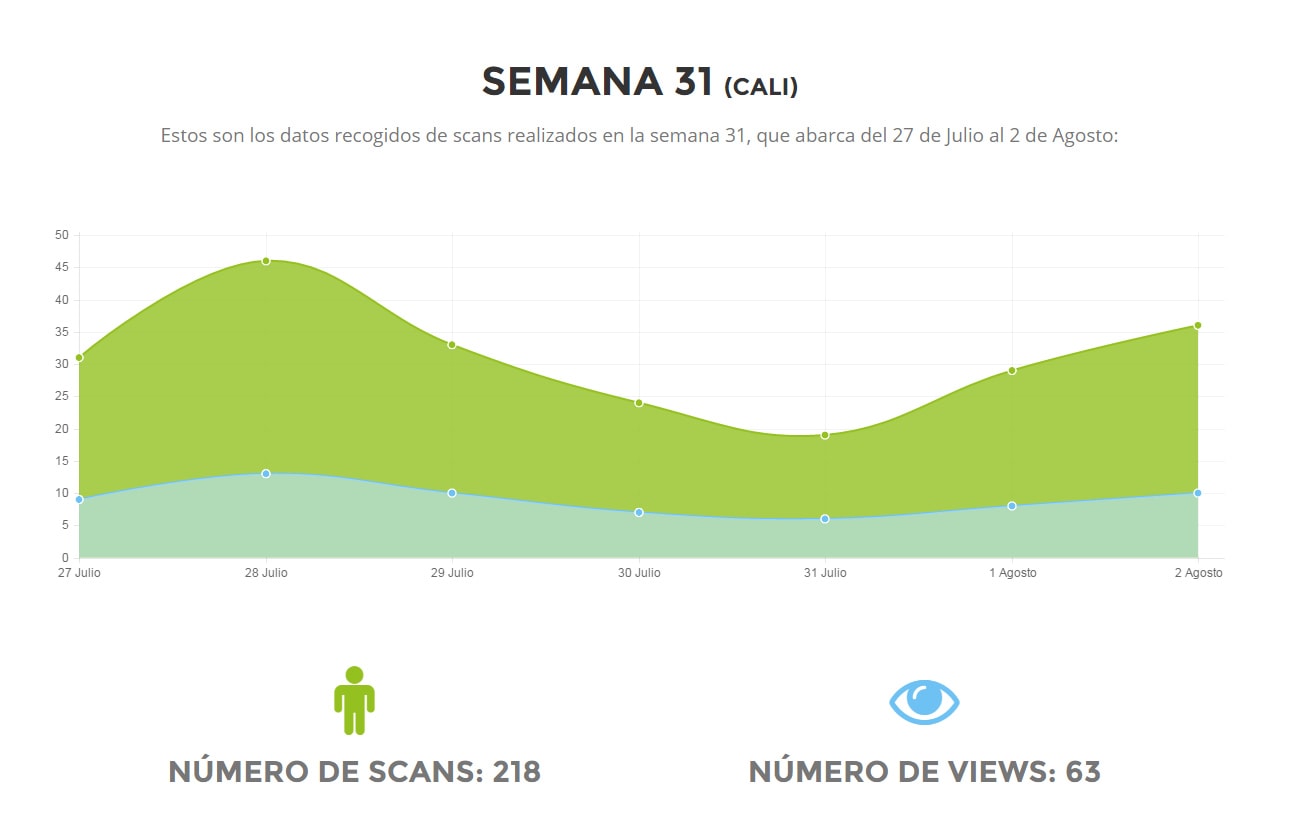 SEMANA 31 (CALI)
Estos son los datos recogidos de scans realizados en la semana 31, que abarca del 27 de Julio al 2 de Agosto:
50
45
40
35
30
25
20
15
10
5
0
27 Julio 28 Julio 29 Julio 30 Julio 31 Julio 1 Agosto 2 Agosto
NÚMERO DE SCANS: 218 NÚMERO DE VIEWS: 63